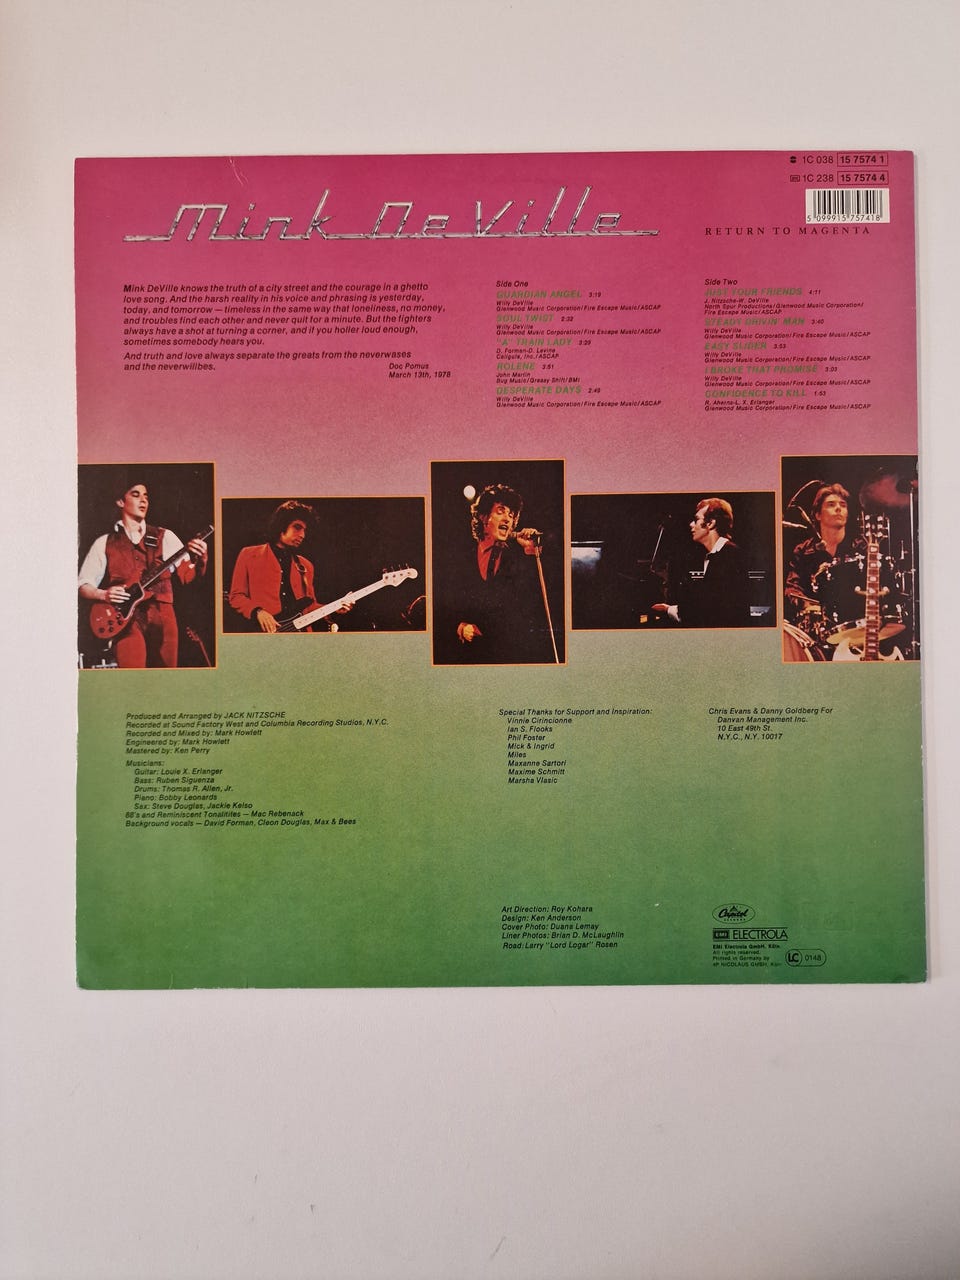 1C 038 15 7574 1
1C 238 15 7574 4
5 099915 757418
Mink DeVille
RETURN TO MAGENTA
Mink DeVille knows the truth of a city street and the courage in a ghetto
love song. And the harsh reality in his voice and phrasing is yesterday,
today, and tomorrow — timeless in the same way that loneliness, no money,
and troubles find each other and never quit for a minute. But the fighters
always have a shot at turning a corner, and if you holler loud enough,
sometimes somebody hears you.
And truth and love always separate the greats from the neverwases
and the neverwillbes.
Doc Pomus
March 13th, 1978
Side One
GUARDIAN ANGEL 3:19
Willy DeVille
Glenwood Music Corporation/Fire Escape Music/ASCAP
SOUL TWIST 2:32
Willy DeVille
Glenwood Music Corporation/Fire Escape Music/ASCAP
"A" TRAIN LADY 3:29
D. Forman-D. Levine
Caligula, Inc./ASCAP
ROLENE 3:51
John Martin
Bug Music/Greasy Shift/BMI
DESPERATE DAYS 2:49
Willy DeVille
Glenwood Music Corporation/Fire Escape Music/ASCAP
Side Two
JUST YOUR FRIENDS 4:11
J. Nitzsche-W. DeVille
North Spur Productions/Glenwood Music Corporation/
Fire Escape Music/ASCAP
STEADY DRIVIN' MAN 3:40
Willy DeVille
Glenwood Music Corporation/Fire Escape Music/ASCAP
EASY SLIDER 3:53
Willy DeVille
Glenwood Music Corporation/Fire Escape Music/ASCAP
I BROKE THAT PROMISE 3:03
Willy DeVille
Glenwood Music Corporation/Fire Escape Music/ASCAP
CONFIDENCE TO KILL 1:53
R. Aherns-L. X. Erlanger
Glenwood Music Corporation/Fire Escape Music/ASCAP
Produced and Arranged by JACK NITZSCHE
Recorded at Sound Factory West and Columbia Recording Studios, N.Y.C.
Recorded and Mixed by: Mark Howlett
Engineered by: Mark Howlett
Mastered by: Ken Perry
Musicians:
Guitar: Louie X. Erlanger
Bass: Ruben Siguenza
Drums: Thomas R. Allen, Jr.
Piano: Bobby Leonards
Sax: Steve Douglas, Jackie Kelso
88's and Reminiscent Tonalitites — Mac Rebenack
Background vocals — David Forman, Cleon Douglas, Max & Bees
Special Thanks for Support and Inspiration:
Vinnie Cirincionne
Ian S. Flooks
Phil Foster
Mick & Ingrid
Miles
Maxanne Sartori
Maxime Schmitt
Marsha Vlasic
Chris Evans & Danny Goldberg For
Danvan Management Inc.
10 East 49th St.
N.Y.C., N.Y. 10017
Art Direction: Roy Kohara
Design: Ken Anderson
Cover Photo: Duana Lemay
Liner Photos: Brian D. McLaughlin
Road: Larry "Lord Logar" Rosen
Capitol
EMI ELECTROLA
EMI Electrola GmbH, Köln.
All rights reserved.
Printed in Germany by
4P NICOLAUS GMBH, Köln
LC 0148